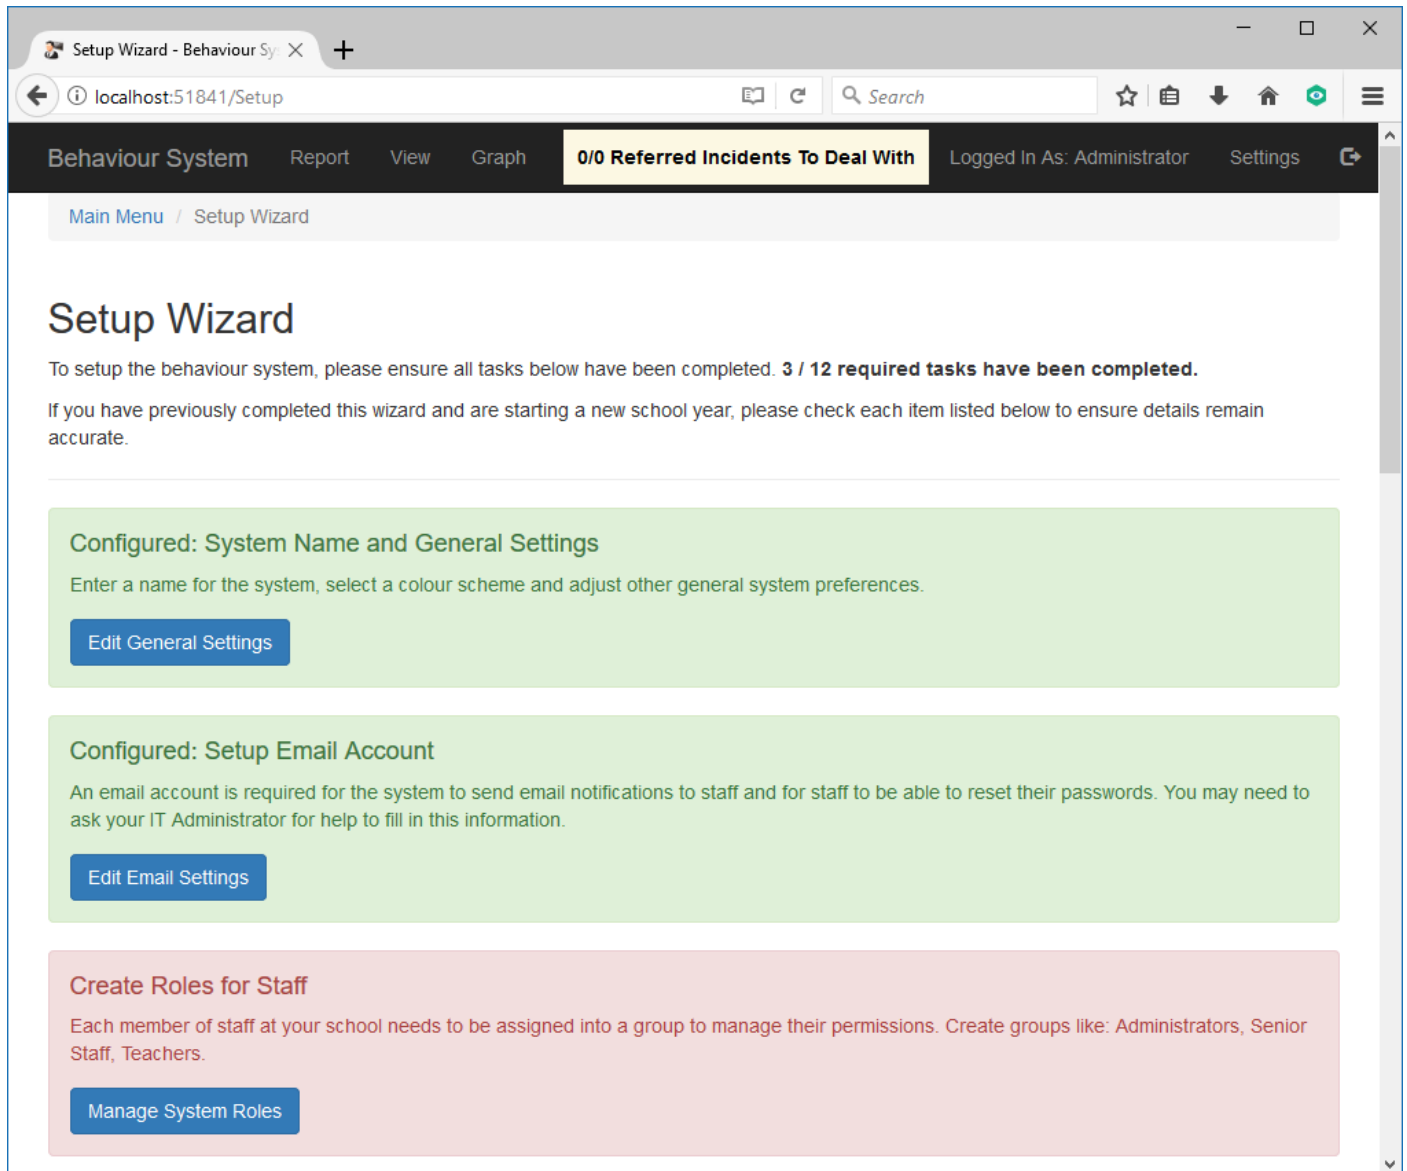 Setup Wizard - Behaviour Sy
localhost:51841/Setup
Search
Behaviour System Report View Graph 0/0 Referred Incidents To Deal With Logged In As: Administrator Settings
Main Menu / Setup Wizard
Setup Wizard
To setup the behaviour system, please ensure all tasks below have been completed. 3 / 12 required tasks have been completed.
If you have previously completed this wizard and are starting a new school year, please check each item listed below to ensure details remain
accurate.
Configured: System Name and General Settings
Enter a name for the system, select a colour scheme and adjust other general system preferences.
Edit General Settings
Configured: Setup Email Account
An email account is required for the system to send email notifications to staff and for staff to be able to reset their passwords. You may need to
ask your IT Administrator for help to fill in this information.
Edit Email Settings
Create Roles for Staff
Each member of staff at your school needs to be assigned into a group to manage their permissions. Create groups like: Administrators, Senior
Staff, Teachers.
Manage System Roles